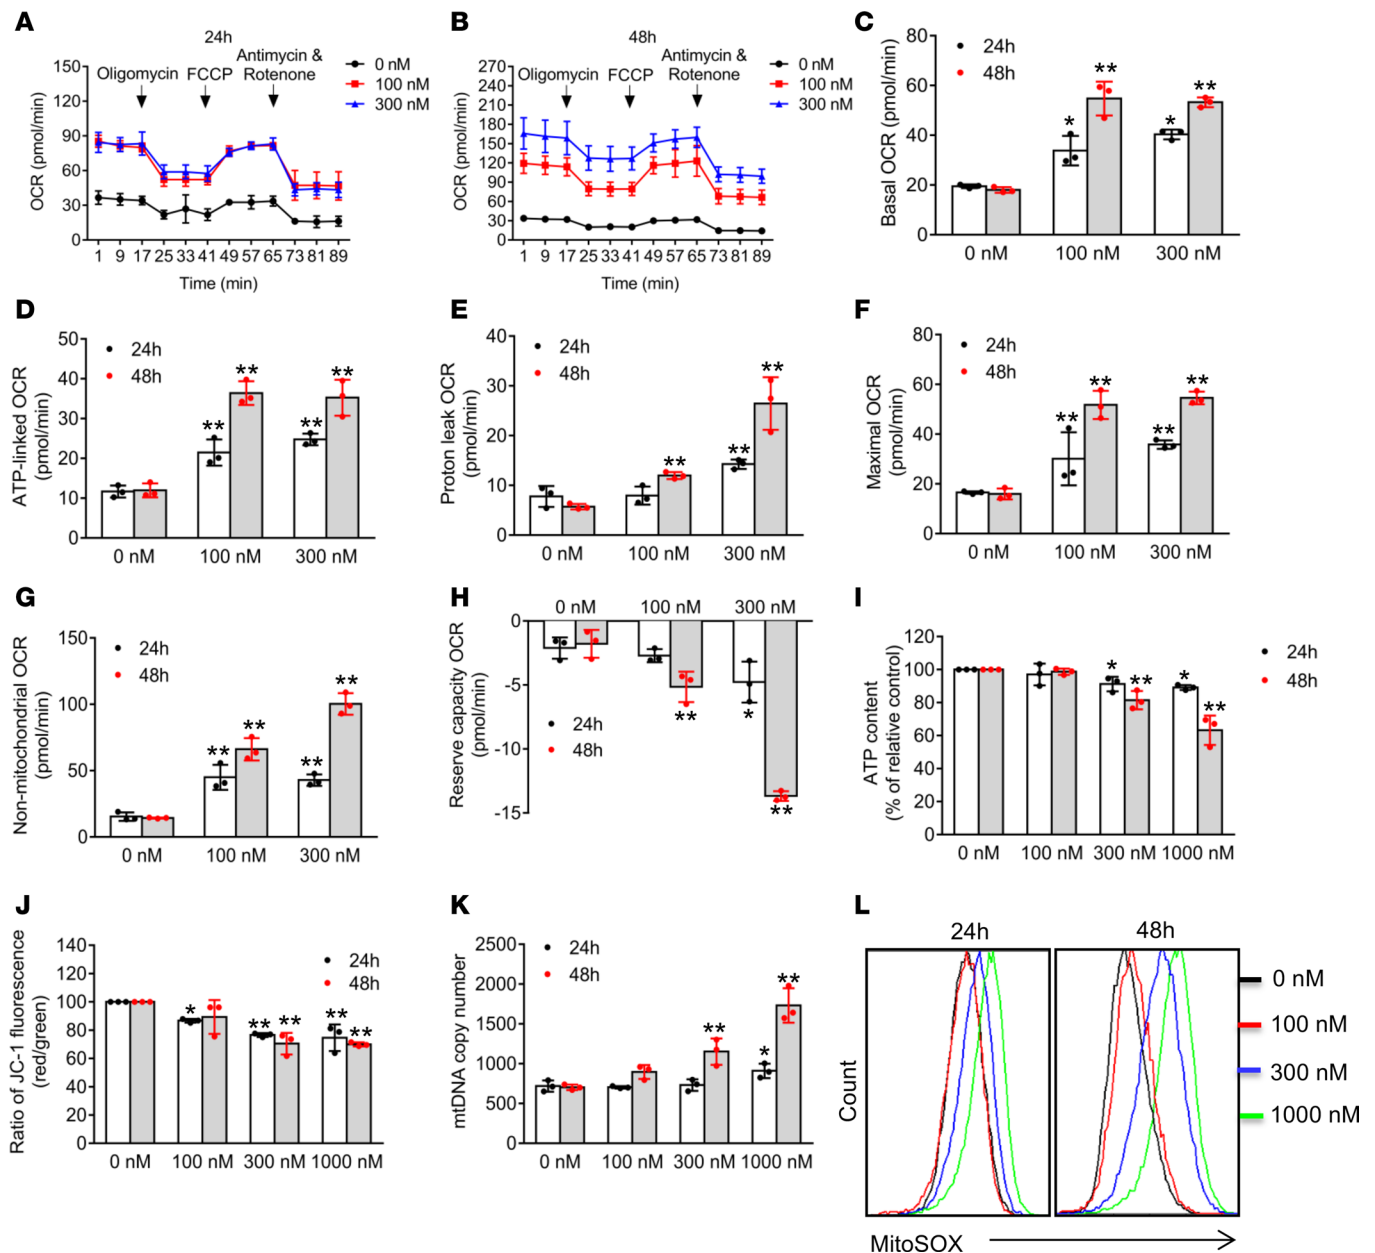 A
24h
Oligomycin
FCCP
Antimycin &
Rotenone
0 nM
100 nM
300 nM
OCR (pmol/min)
150
120
90
60
30
0
1 9 17 25 33 41 49 57 65 73 81 89
Time (min)
B
48h
Oligomycin
FCCP
Antimycin &
Rotenone
0 nM
100 nM
300 nM
OCR (pmol/min)
270
240
210
180
150
120
90
60
30
0
1 9 17 25 33 41 49 57 65 73 81 89
Time (min)
C
24h
48h
Basal OCR (pmol/min)
80
60
40
20
0
* ** * **
0 nM 100 nM 300 nM
D
24h
48h
ATP-linked OCR
(pmol/min)
50
40
30
20
10
0
** ** ** **
0 nM 100 nM 300 nM
E
24h
48h
Proton leak OCR
(pmol/min)
40
30
20
10
0
** ** **
0 nM 100 nM 300 nM
F
24h
48h
Maximal OCR
(pmol/min)
80
60
40
20
0
** ** ** **
0 nM 100 nM 300 nM
G
24h
48h
Non-mitochondrial OCR
(pmol/min)
150
100
50
0
** ** ** **
0 nM 100 nM 300 nM
H
0 nM 100 nM 300 nM
Reserve capacity OCR
(pmol/min)
0
-5
-10
-15
24h
48h
** * **
I
24h
48h
ATP content
(% of relative control)
120
100
80
60
40
20
0
* ** * **
0 nM 100 nM 300 nM 1000 nM
J
24h
48h
Ratio of JC-1 fluorescence
(red/green)
140
120
100
80
60
40
20
0
* ** ** ** **
0 nM 100 nM 300 nM 1000 nM
K
24h
48h
mtDNA copy number
2500
2000
1500
1000
500
0
** * **
0 nM 100 nM 300 nM 1000 nM
L
24h 48h
Count
MitoSOX
0 nM
100 nM
300 nM
1000 nM